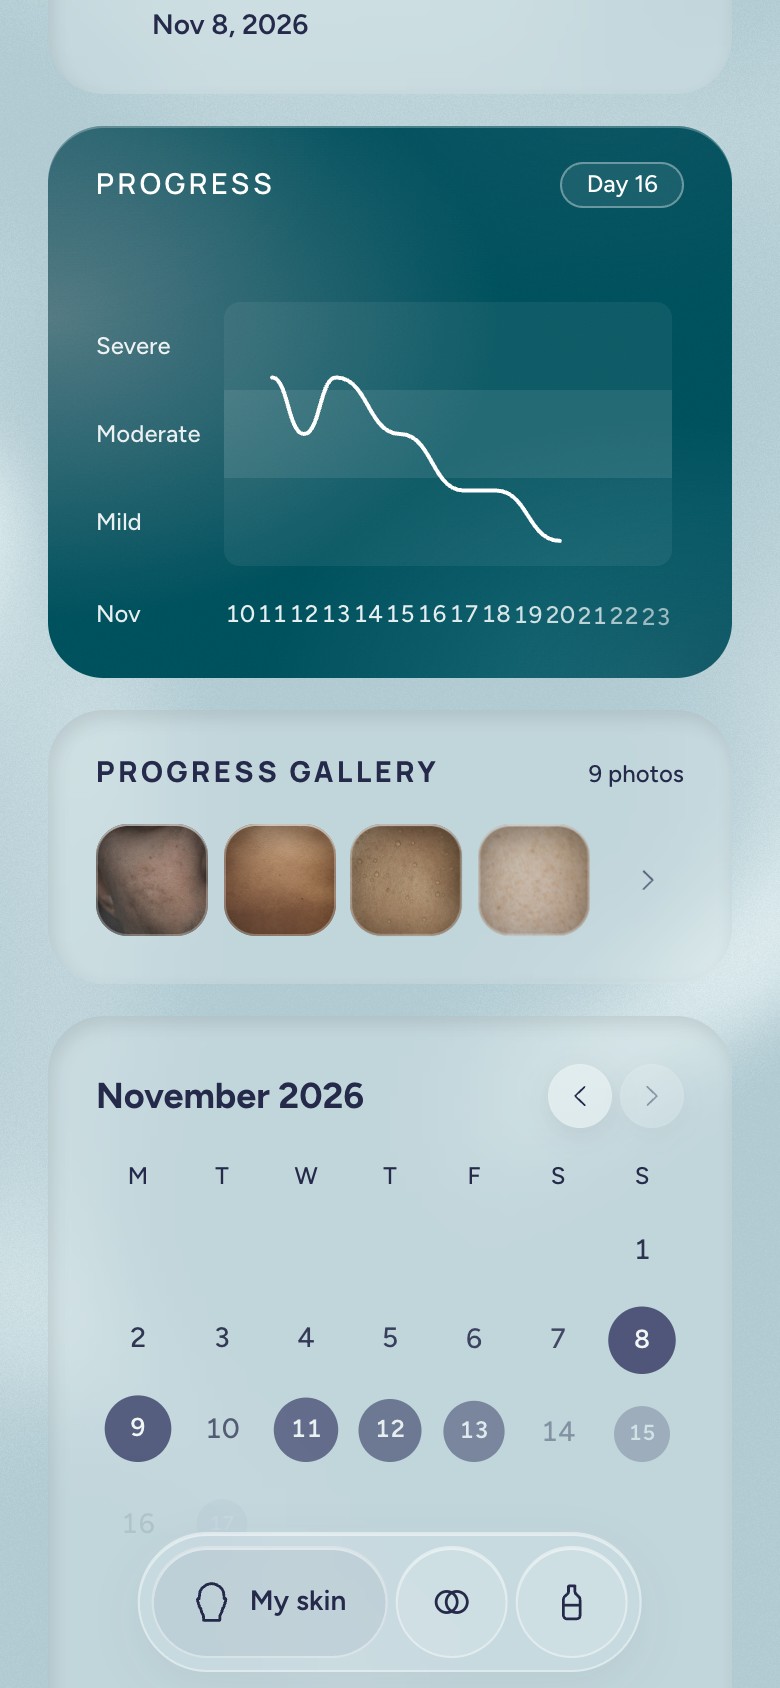 Nov 8, 2026
PROGRESS
Day 16
Severe
Moderate
Mild
Nov 10 11 12 13 14 15 16 17 18 19 20 21 22 23
PROGRESS GALLERY
9 photos
November 2026
M T W T F S S
1
2 3 4 5 6 7 8
9 10 11 12 13 14 15
16 17
My skin